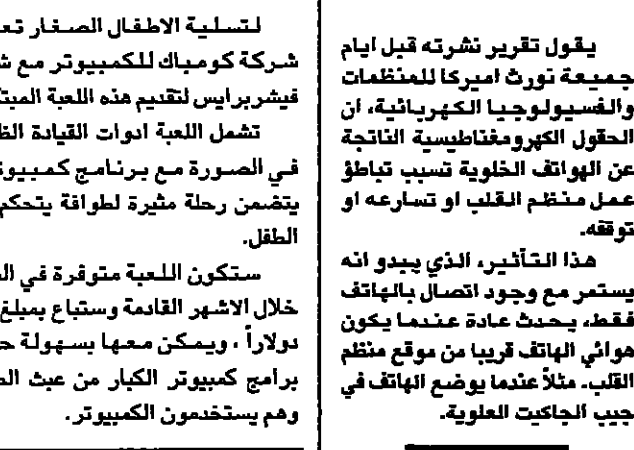 يقول تقرير نشرته قبل ايام
جميعة نورث اميركا للمنظمات
والفسيولوجيا الكهربائية، ان
الحقول الكهرومغناطيسية الناتجة
عن الهواتف الخلوية تسبب تباطؤ
عمل منظم القلب او تسارعه او
توقفه.
هذا التأثير، الذي يبدو انه
يستمر مع وجود اتصال بالهاتف
فقط، يحدث عادة عندما يكون
هوائي الهاتف قريبا من موقع منظم
القلب. مثلاً عندما يوضع الهاتف في
جيب الجاكيت العلوية.
لتسلية الاطفال الصغار
شركة كومباك للكمبيوتر مع
فيشربرايس لتقديم هذه اللعبة
تشمل اللعبة ادوات القيادة
في الصورة مع برنامج
يتضمن رحلة مثيرة لطوافة يتحكم
الطفل.
ستكون اللعبة متوفرة في
خلال الاشهر القادمة وستباع بمبلغ
دولاراً ، ويمكن معها بسهولة
برامج كمبيوتر الكبار من عبث
وهم يستخدمون الكمبيوتر.